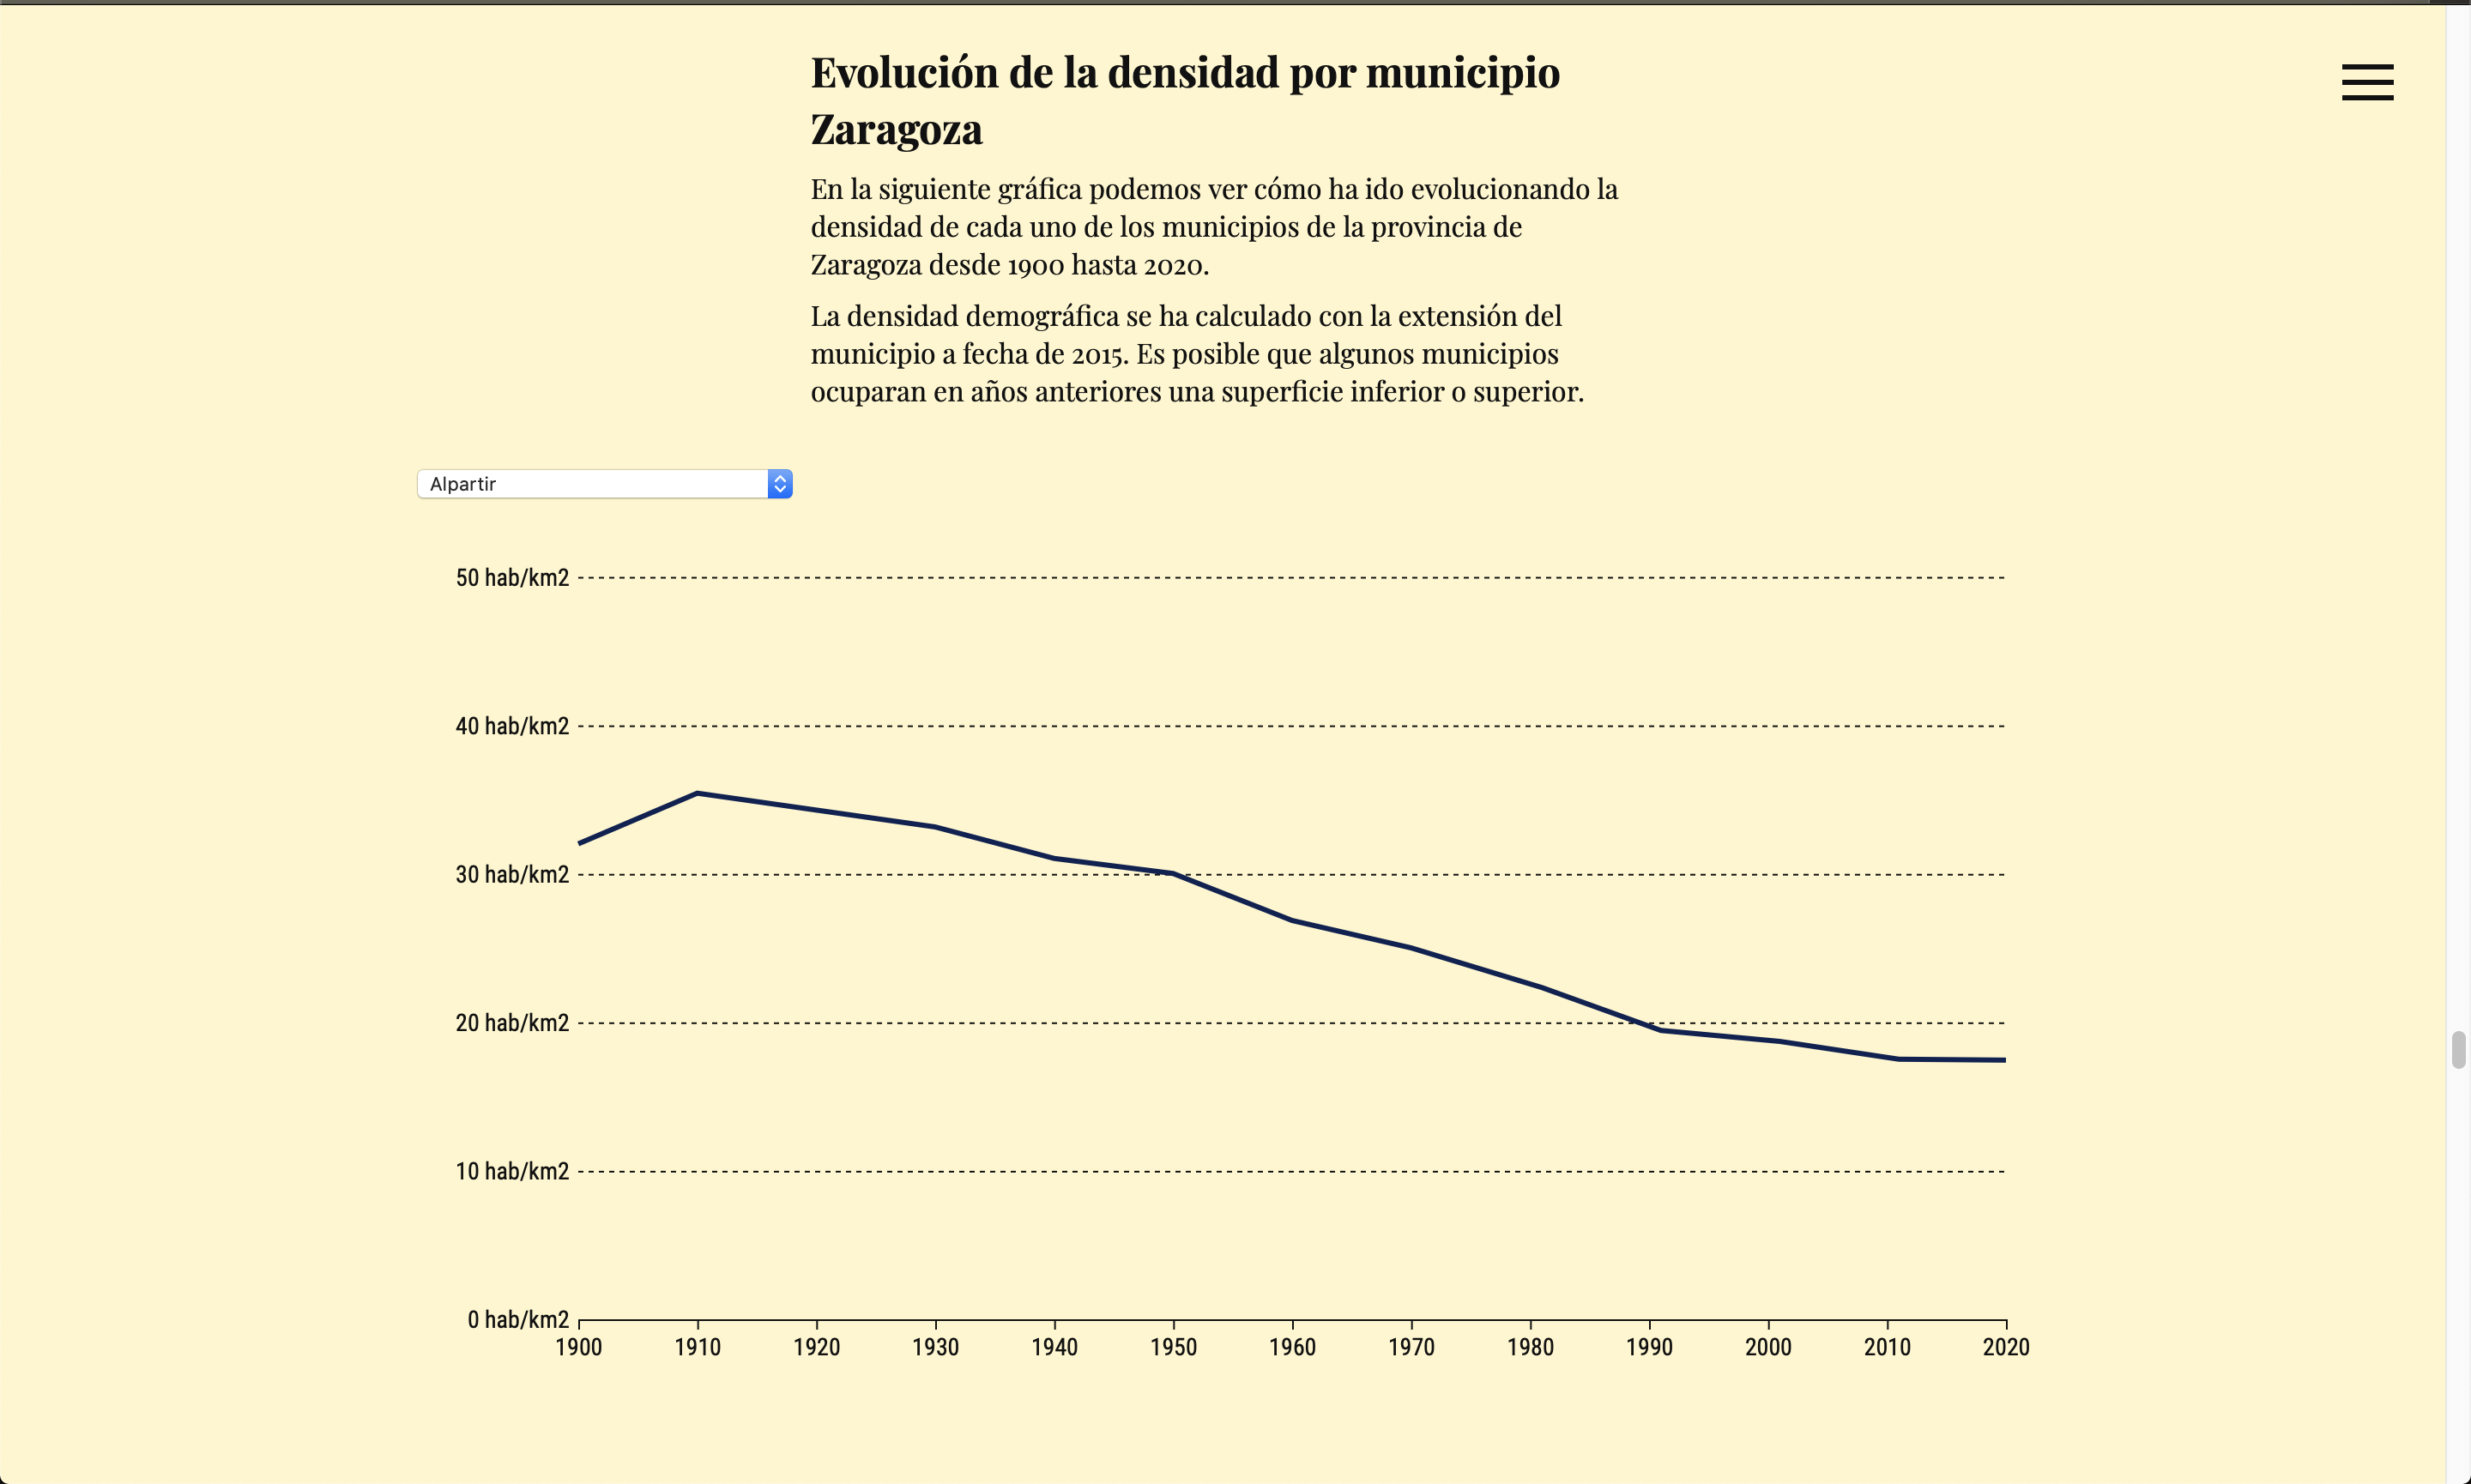 Evolución de la densidad por municipio
Zaragoza
En la siguiente gráfica podemos ver cómo ha ido evolucionando la
densidad de cada uno de los municipios de la provincia de
Zaragoza desde 1900 hasta 2020.
La densidad demográfica se ha calculado con la extensión del
municipio a fecha de 2015. Es posible que algunos municipios
ocuparan en años anteriores una superficie inferior o superior.
Alpartir
50 hab/km2
40 hab/km2
30 hab/km2
20 hab/km2
10 hab/km2
0 hab/km2
1900 1910 1920 1930 1940 1950 1960 1970 1980 1990 2000 2010 2020